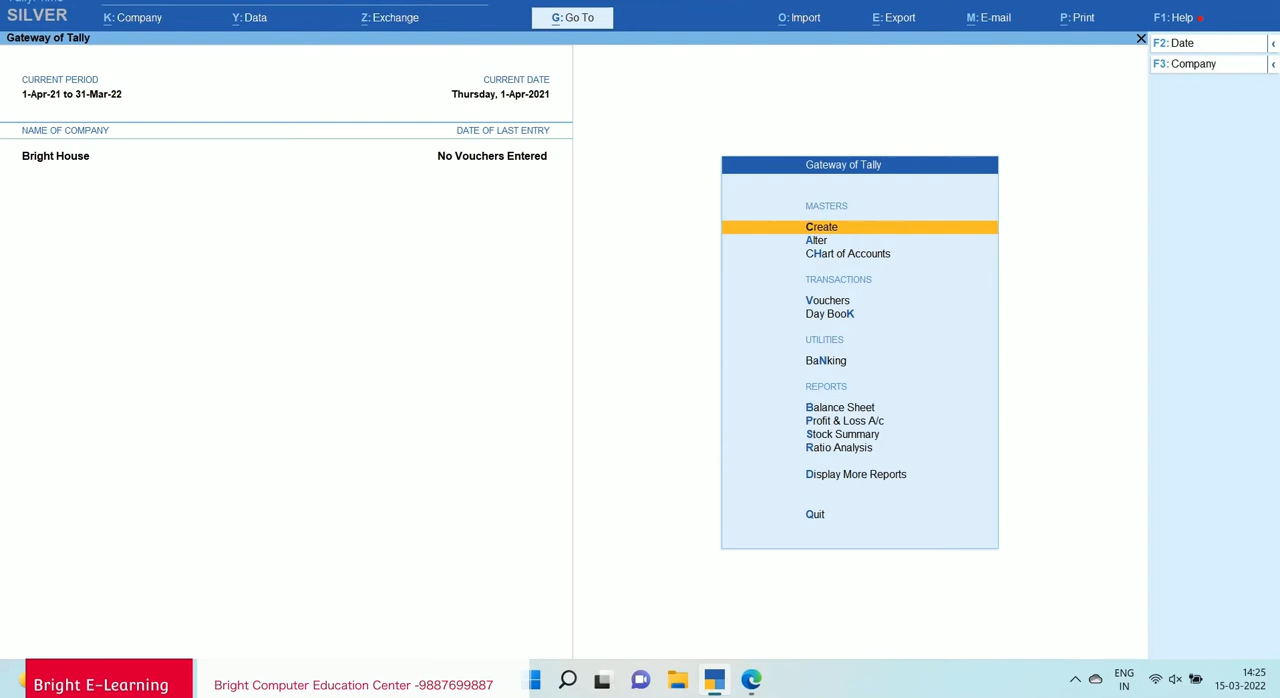 SILVER
K: Company
Y: Data
Z: Exchange
G: Go To
O: Import
E: Export
M: E-mail
P: Print
F1: Help
Gateway of Tally
F2: Date
F3: Company
CURRENT PERIOD
CURRENT DATE
1-Apr-21 to 31-Mar-22
Thursday, 1-Apr-2021
NAME OF COMPANY
DATE OF LAST ENTRY
Bright House
No Vouchers Entered
Gateway of Tally
MASTERS
Create
Alter
CHart of Accounts
TRANSACTIONS
Vouchers
Day BooK
UTILITIES
BaNking
REPORTS
Balance Sheet
Profit & Loss A/c
Stock Summary
Ratio Analysis
Display More Reports
Quit
Bright E-Learning
Bright Computer Education Center -9887699887
ENG
IN
14:25
15-03-2022